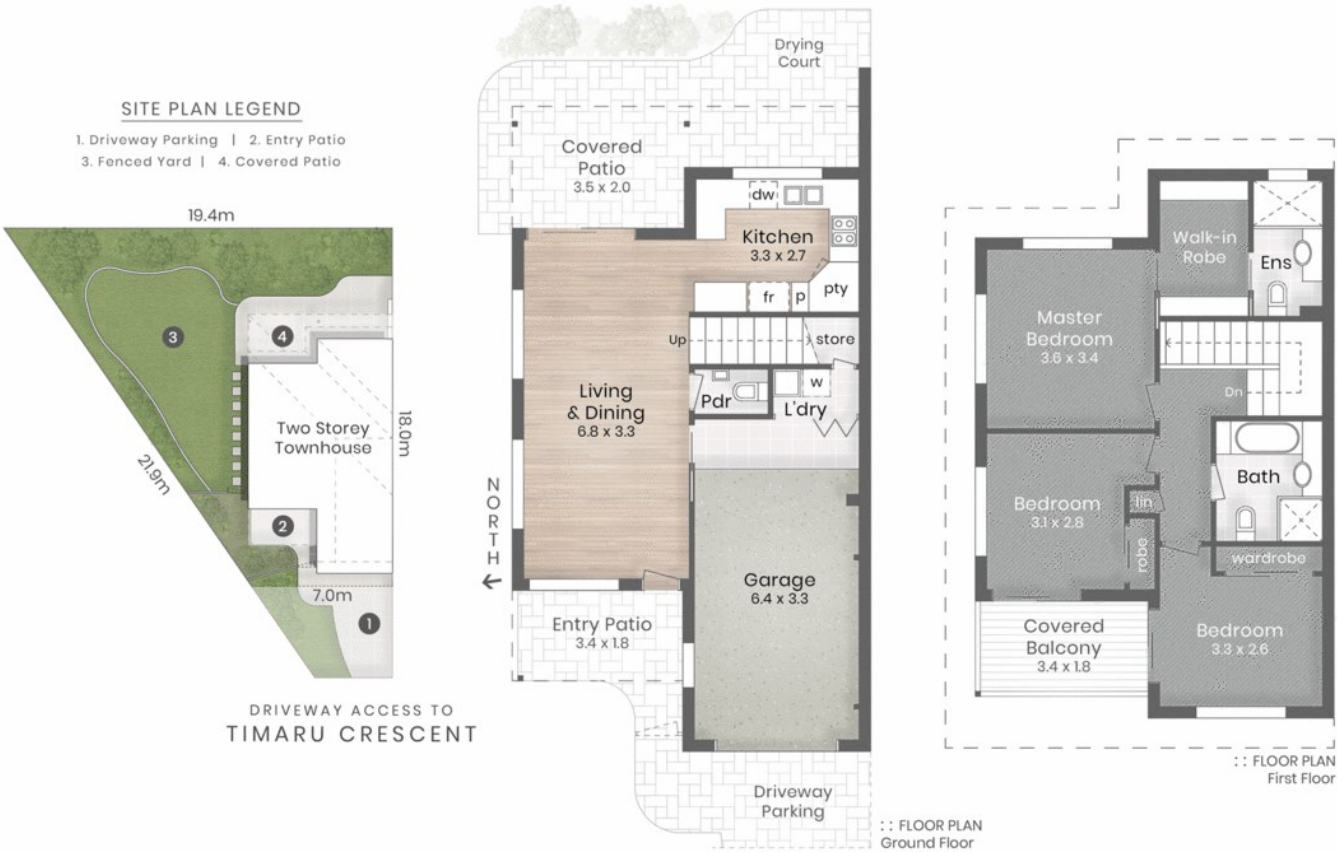 SITE PLAN LEGEND
1. Driveway Parking | 2. Entry Patio
3. Fenced Yard | 4. Covered Patio
19.4m
3
4
Two Storey
Townhouse
18.0m
21.9m
2
7.0m
1
DRIVEWAY ACCESS TO
TIMARU CRESCENT
Drying
Court
Covered
Patio
3.5 x 2.0
dw
Kitchen
3.3 x 2.7
fr
p
pty
Up
store
Living
& Dining
6.8 x 3.3
Pdr
w
L'dry
NORTH
Garage
6.4 x 3.3
Entry Patio
3.4 x 1.8
Driveway
Parking
:: FLOOR PLAN
Ground Floor
Walk-in
Robe
Ens
Master
Bedroom
3.6 x 3.4
Dn
Bath
Bedroom
3.1 x 2.8
lin
robe
wardrobe
Covered
Balcony
3.4 x 1.8
Bedroom
3.3 x 2.6
:: FLOOR PLAN
First Floor